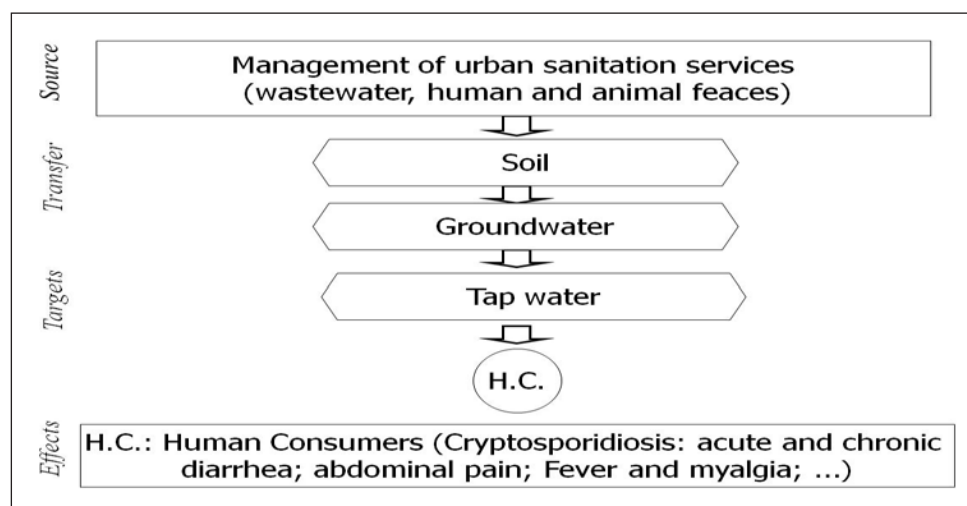 Source
Management of urban sanitation services
(wastewater, human and animal feaces)
Transfer
Soil
Groundwater
Targets
Tap water
H.C.
Effects
H.C.: Human Consumers (Cryptosporidiosis: acute and chronic
diarrhea; abdominal pain; Fever and myalgia; ...)